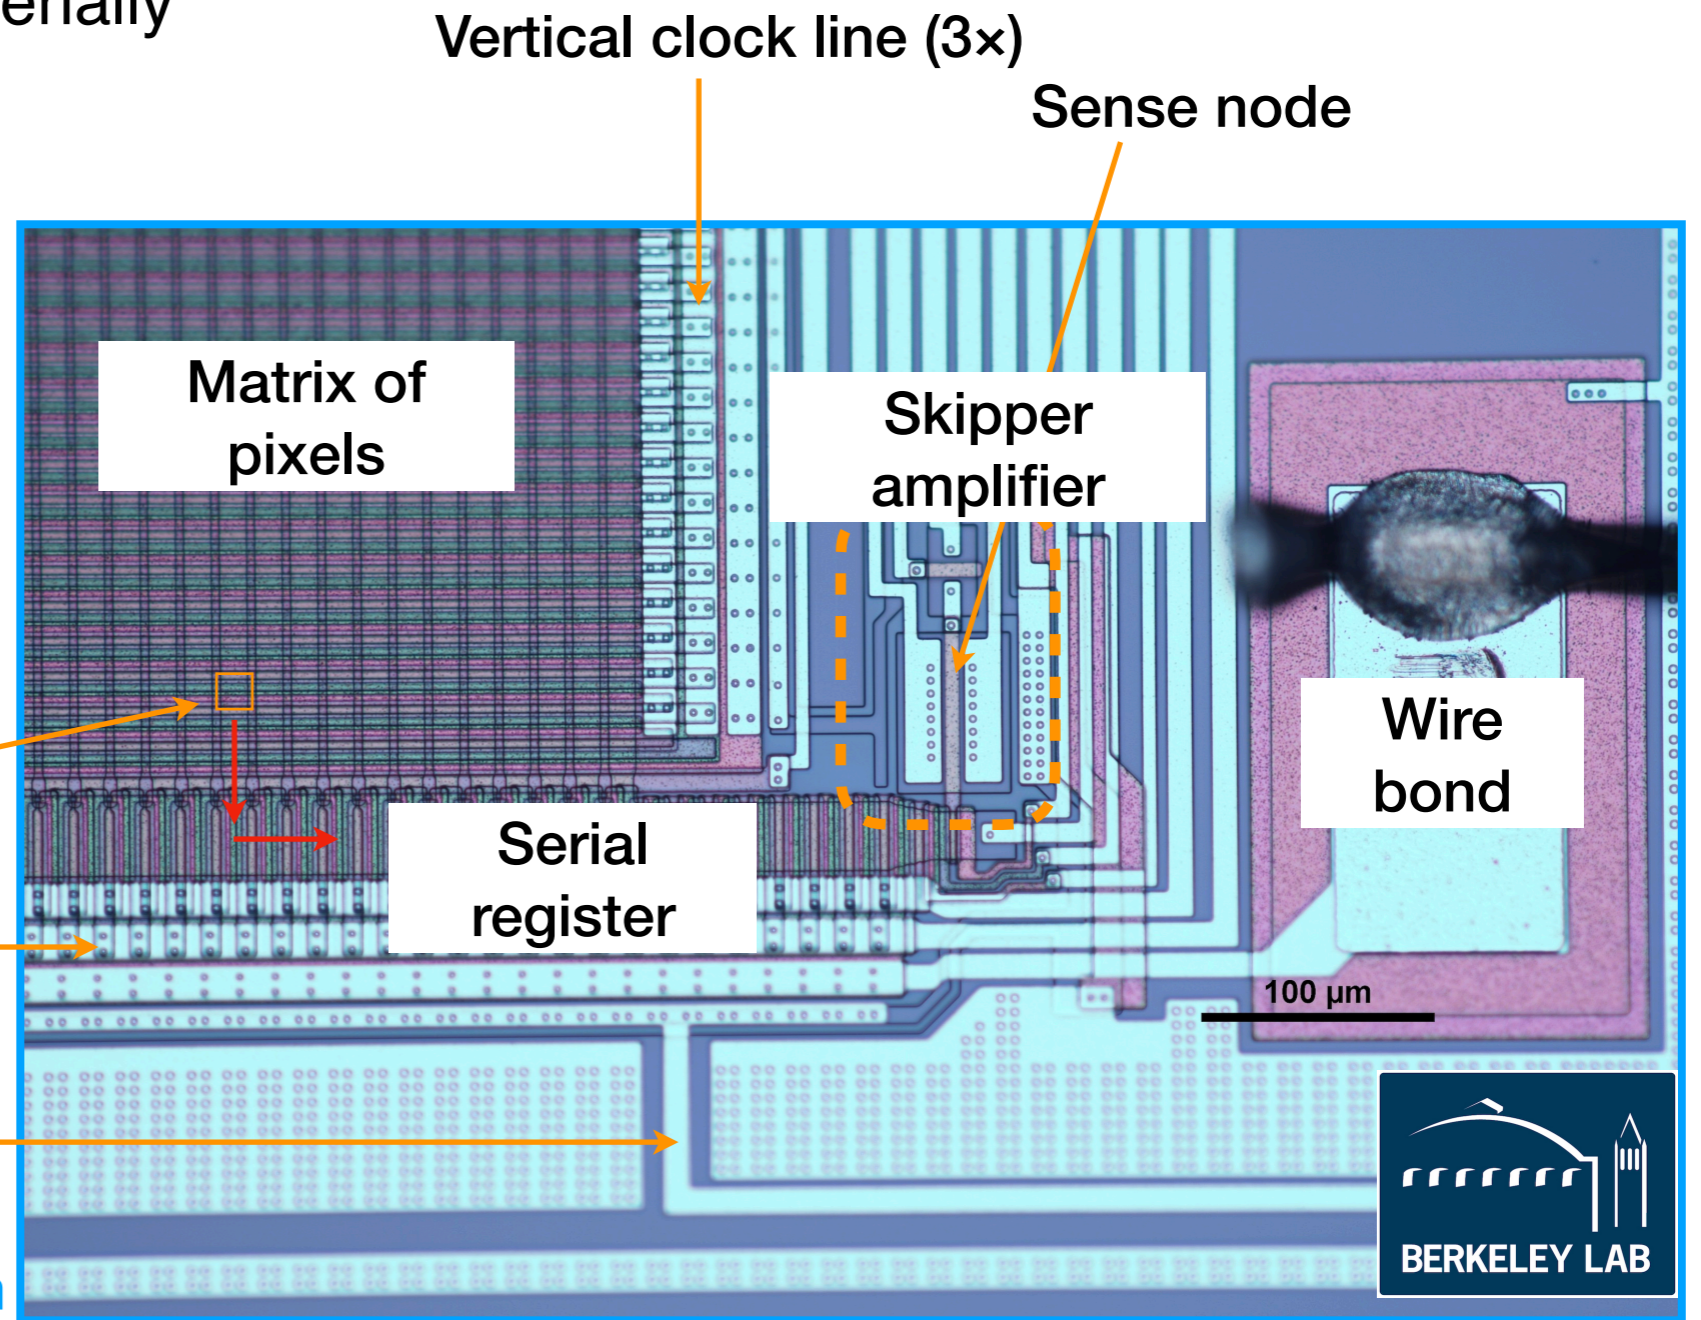 Vertical clock line (3×)
Sense node
Matrix of
pixels
Skipper
amplifier
Wire
bond
Serial
register
100 µm
BERKELEY LAB